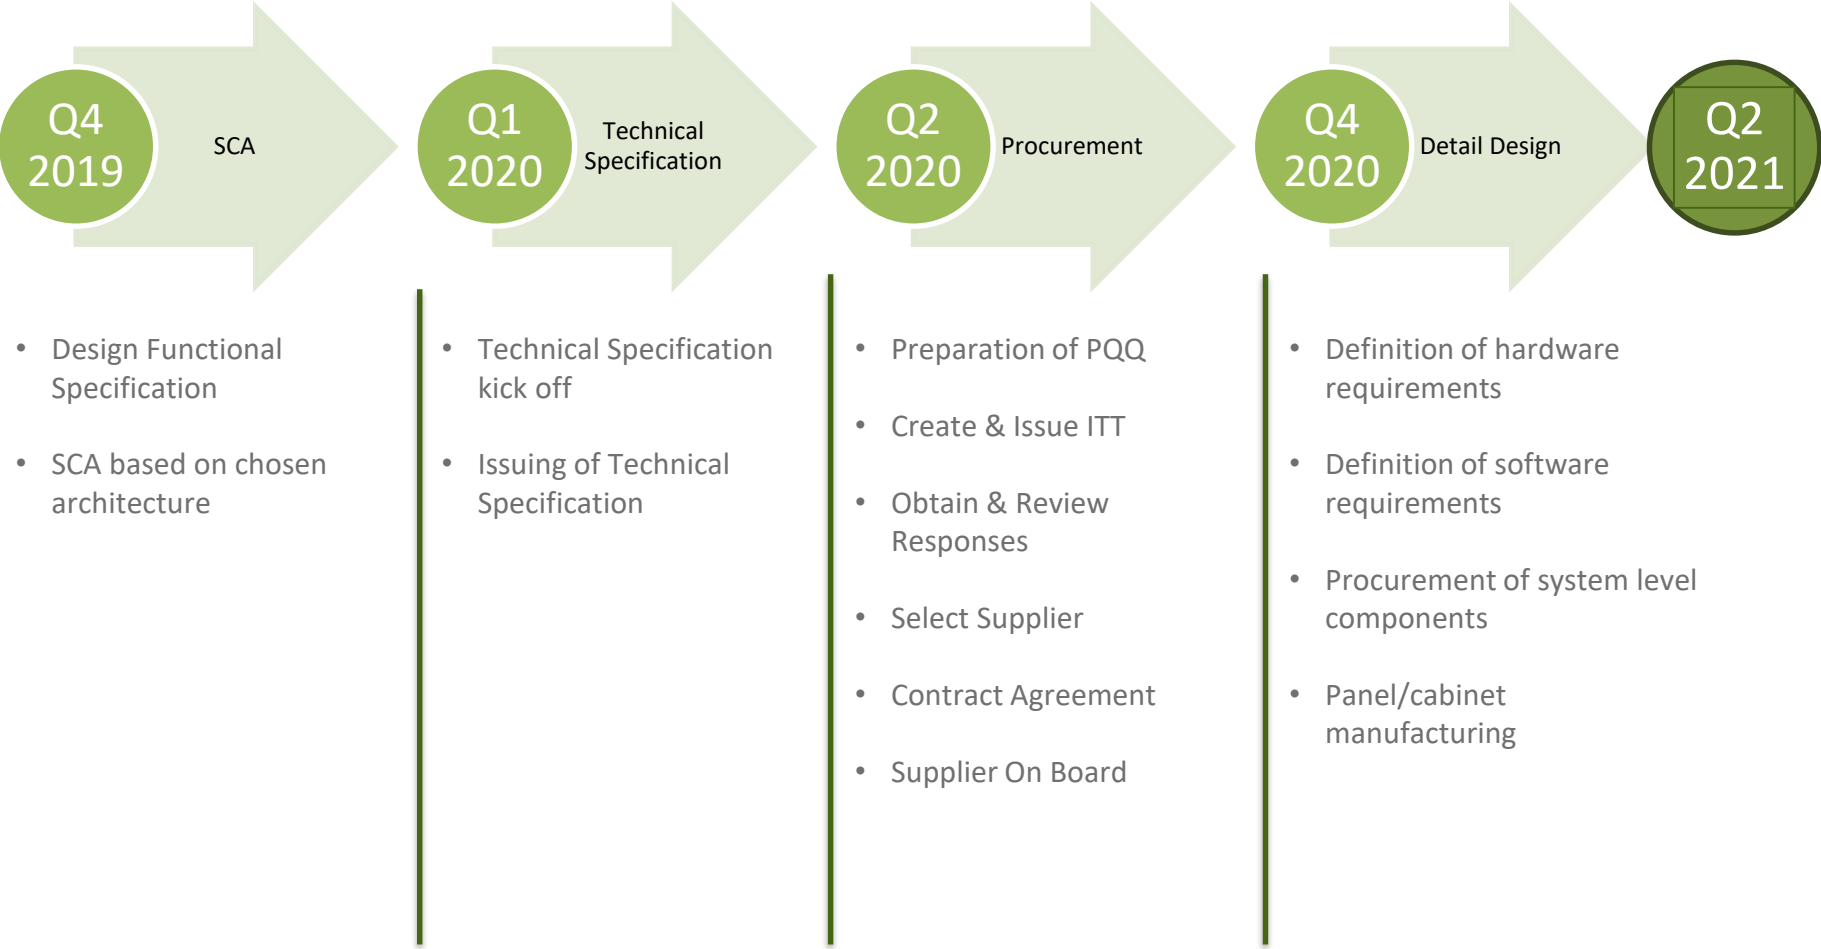 Q4
2019
SCA
Q1
2020
Technical
Specification
Q2
2020
Procurement
Q4
2020
Detail Design
Q2
2021
• Design Functional
Specification
• SCA based on chosen
architecture
• Technical Specification
kick off
• Issuing of Technical
Specification
• Preparation of PQQ
• Create & Issue ITT
• Obtain & Review
Responses
• Select Supplier
• Contract Agreement
• Supplier On Board
• Definition of hardware
requirements
• Definition of software
requirements
• Procurement of system level
components
• Panel/cabinet
manufacturing